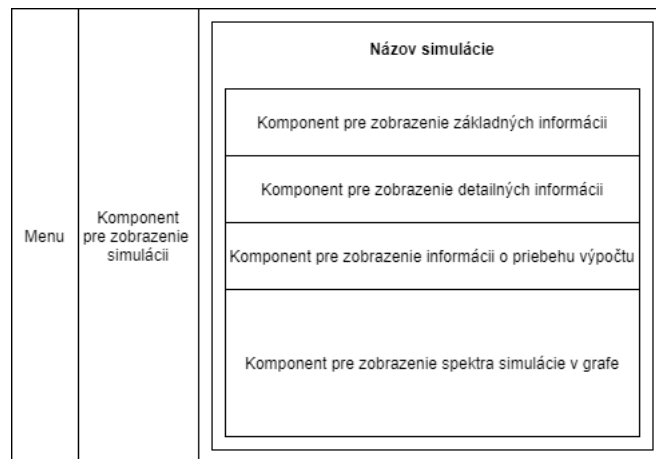 Menu
Komponent
pre zobrazenie
simulácii
Názov simulácie
Komponent pre zobrazenie základných informácii
Komponent pre zobrazenie detailných informácii
Komponent pre zobrazenie informácii o priebehu výpočtu
Komponent pre zobrazenie spektra simulácie v grafe